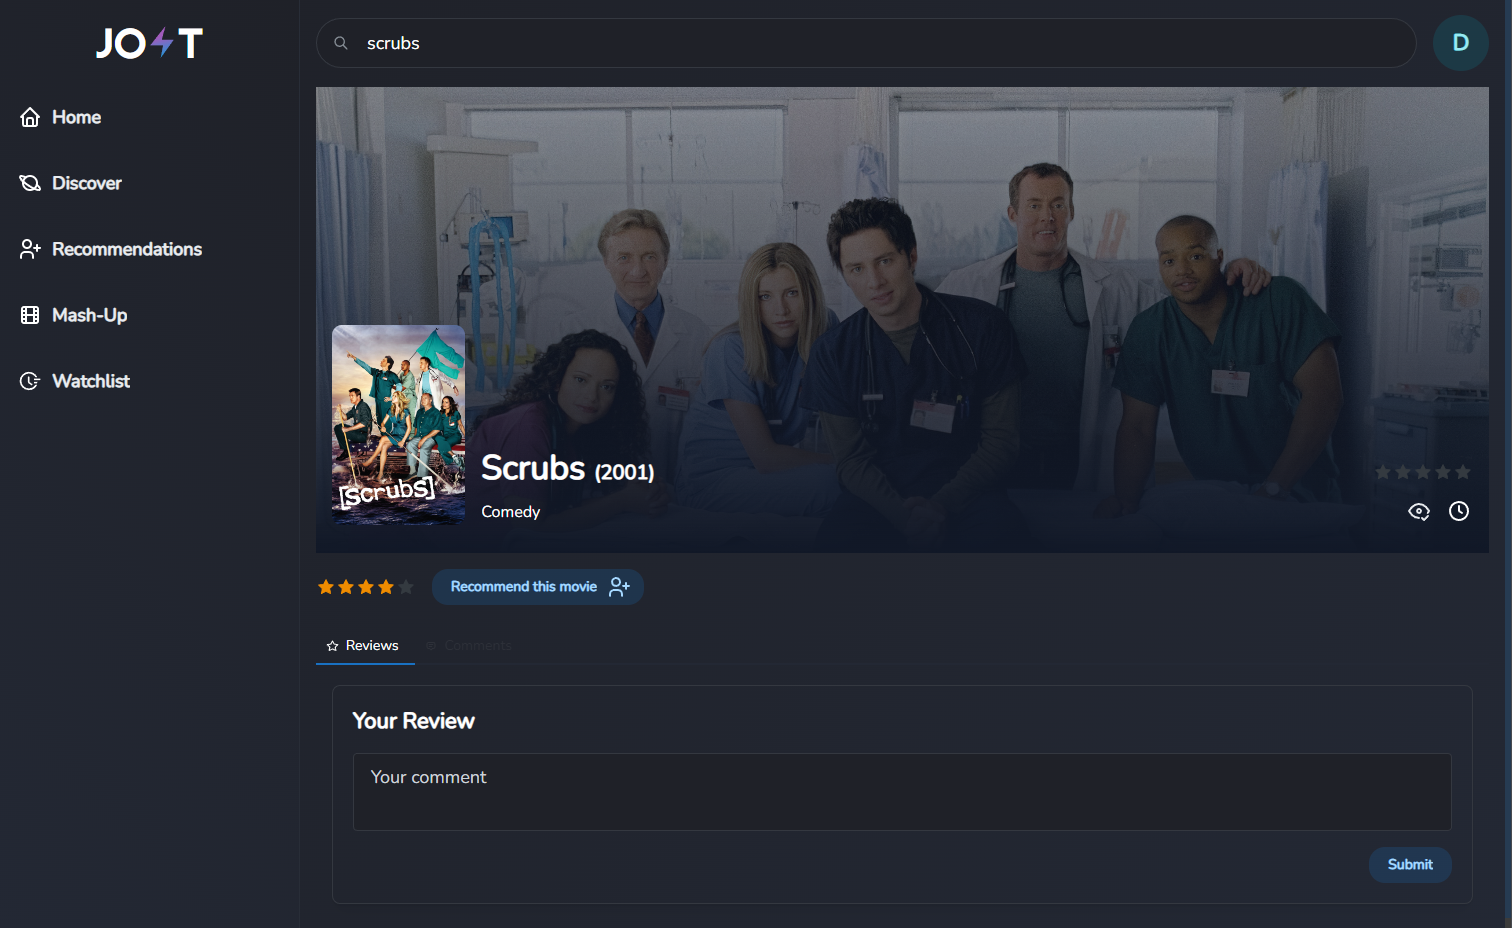 JO T
scrubs
D
Home
Discover
Recommendations
Mash-Up
Watchlist
[scrubs]
Scrubs (2001)
Comedy
Recommend this movie
Reviews
Comments
Your Review
Your comment
Submit